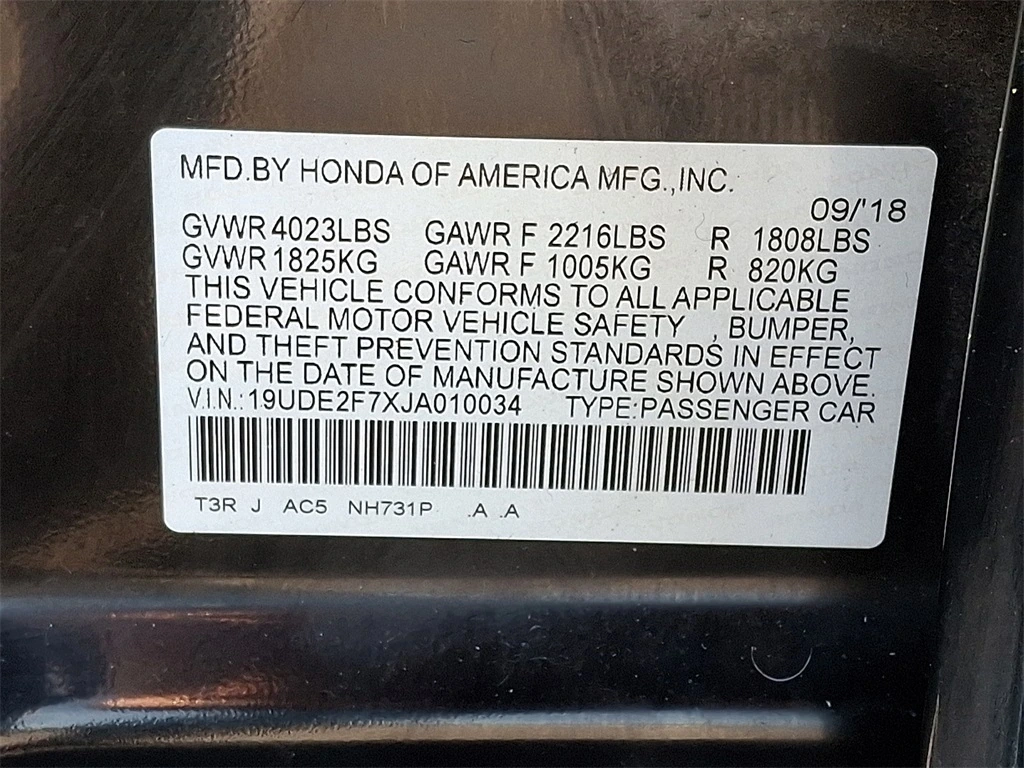 MFD.BY HONDA OF AMERICA MFG.,INC.
09/'18
GVWR 4023LBS GAWR F 2216LBS R 1808LBS
GVWR 1825KG GAWR F 1005KG R 820KG
THIS VEHICLE CONFORMS TO ALL APPLICABLE
FEDERAL MOTOR VEHICLE SAFETY , BUMPER,
AND THEFT PREVENTION STANDARDS IN EFFECT
ON THE DATE OF MANUFACTURE SHOWN ABOVE.
V.I.N.:19UDE2F7XJA010034 TYPE:PASSENGER CAR
T3R J AC5 NH731P .A .A